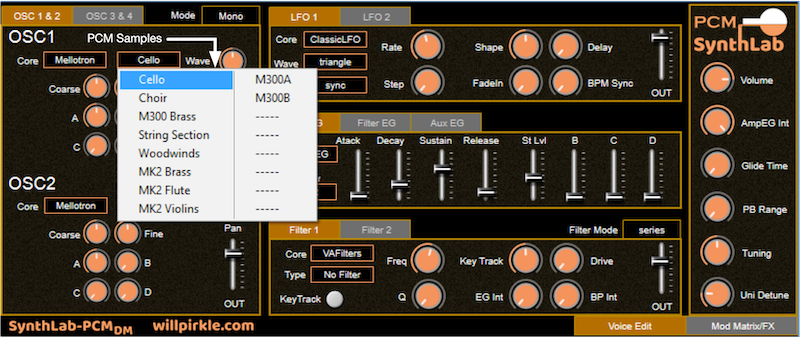 OSC 1 & 2
OSC 3 & 4
Mode
Mono
OSC1
PCM Samples
Core
Mellotron
Cello
Wave
Coarse
A
C
Cello
M300A
Choir
M300B
M300 Brass
-----
String Section
-----
Woodwinds
-----
MK2 Brass
-----
MK2 Flute
-----
MK2 Violins
-----
OSC2
Core
Mellotron
Coarse
Fine
Pan
A
B
C
D
OUT
LFO 1
LFO 2
Core
ClassicLFO
Rate
Shape
Delay
Wave
triangle
sync
Step
FadeIn
BPM Sync
OUT
G
Filter EG
Aux EG
EG
Atack
Decay
Sustain
Release
St Lvl
B
C
D
r
Filter 1
Filter 2
Filter Mode
series
Core
VAFilters
Freq
Key Track
Drive
Type
No Filter
KeyTrack
Q
EG Int
BP Int
OUT
PCM
SynthLab
Volume
AmpEG Int
Glide Time
PB Range
Tuning
Uni Detune
SynthLab-PCM DM
willpirkle.com
Voice Edit
Mod Matrix/FX